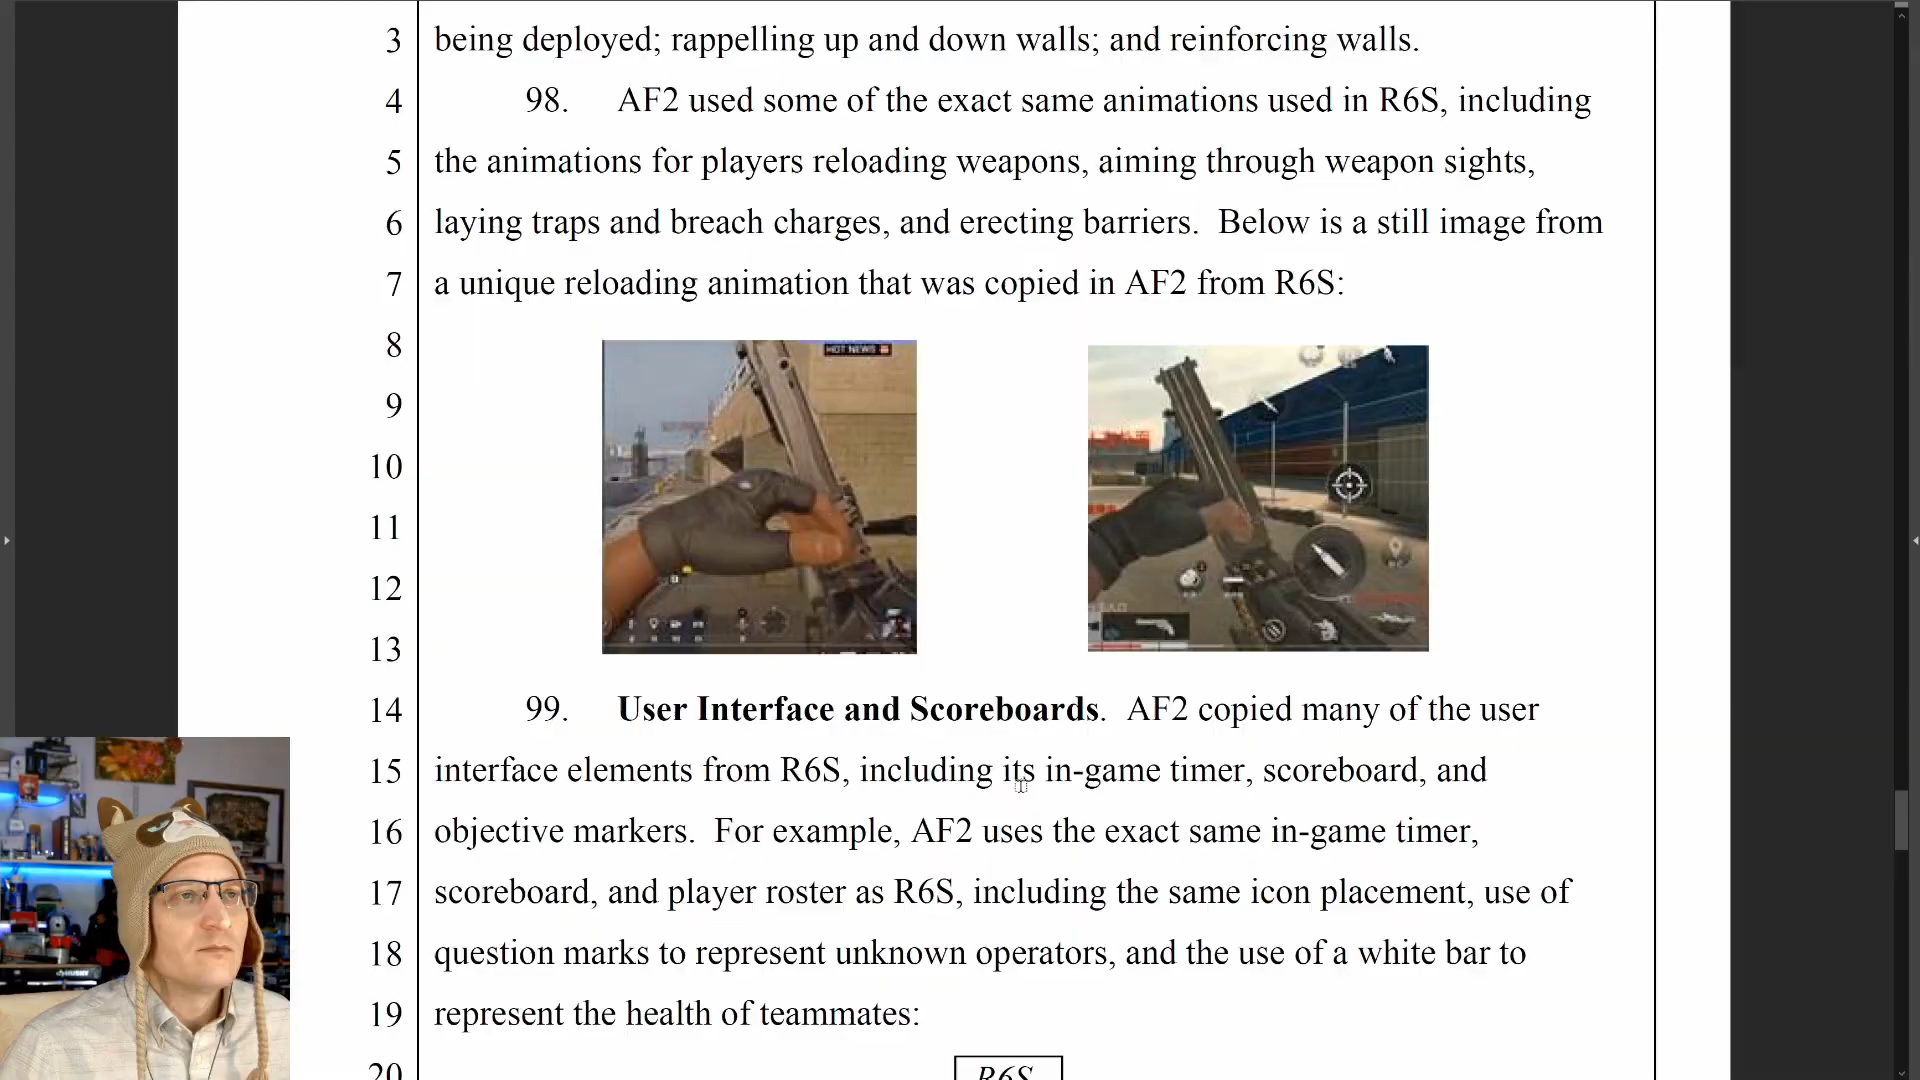 3 being deployed; rappelling up and down walls; and reinforcing walls.
4 98. AF2 used some of the exact same animations used in R6S, including
5 the animations for players reloading weapons, aiming through weapon sights,
6 laying traps and breach charges, and erecting barriers. Below is a still image from
7 a unique reloading animation that was copied in AF2 from R6S:
8
HOT NEWS
9
10
11
12
13
14 99. User Interface and Scoreboards. AF2 copied many of the user
15 interface elements from R6S, including its in-game timer, scoreboard, and
16 objective markers. For example, AF2 uses the exact same in-game timer,
17 scoreboard, and player roster as R6S, including the same icon placement, use of
18 question marks to represent unknown operators, and the use of a white bar to
19 represent the health of teammates:
20 R6S
HUSKY